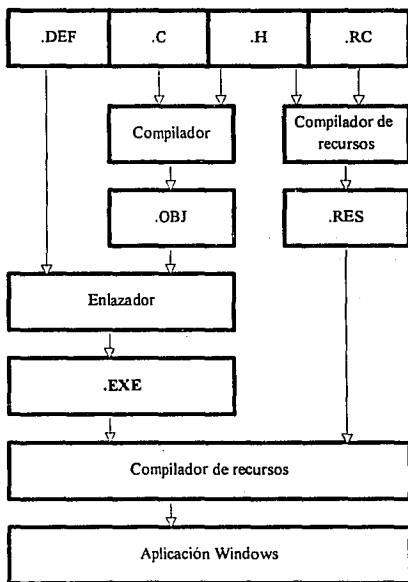 .DEF .C .H .RC
Compilador
Compilador de
recursos
.OBJ
.RES
Enlazador
.EXE
Compilador de recursos
Aplicación Windows